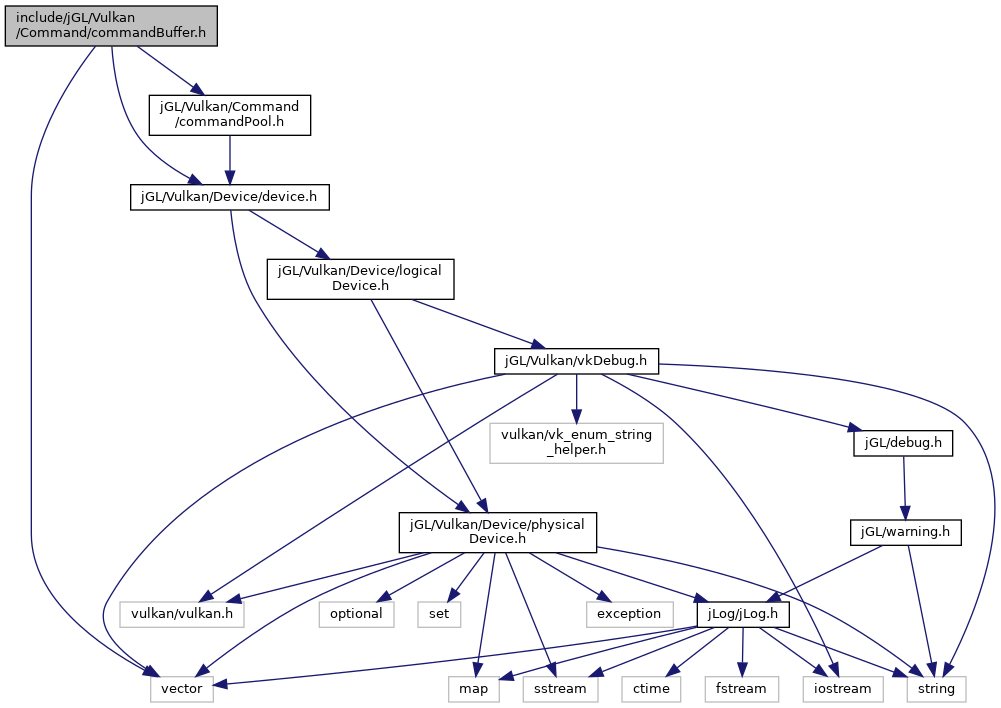 include/jGL/Vulkan
/Command/commandBuffer.h
jGL/Vulkan/Command
/commandPool.h
jGL/Vulkan/Device/device.h
jGL/Vulkan/Device/logical
Device.h
jGL/Vulkan/vkDebug.h
vulkan/vk_enum_string
_helper.h
jGL/debug.h
jGL/Vulkan/Device/physical
Device.h
jGL/warning.h
vulkan/vulkan.h
optional
set
exception
jLog/jLog.h
vector
map
sstream
ctime
fstream
iostream
string